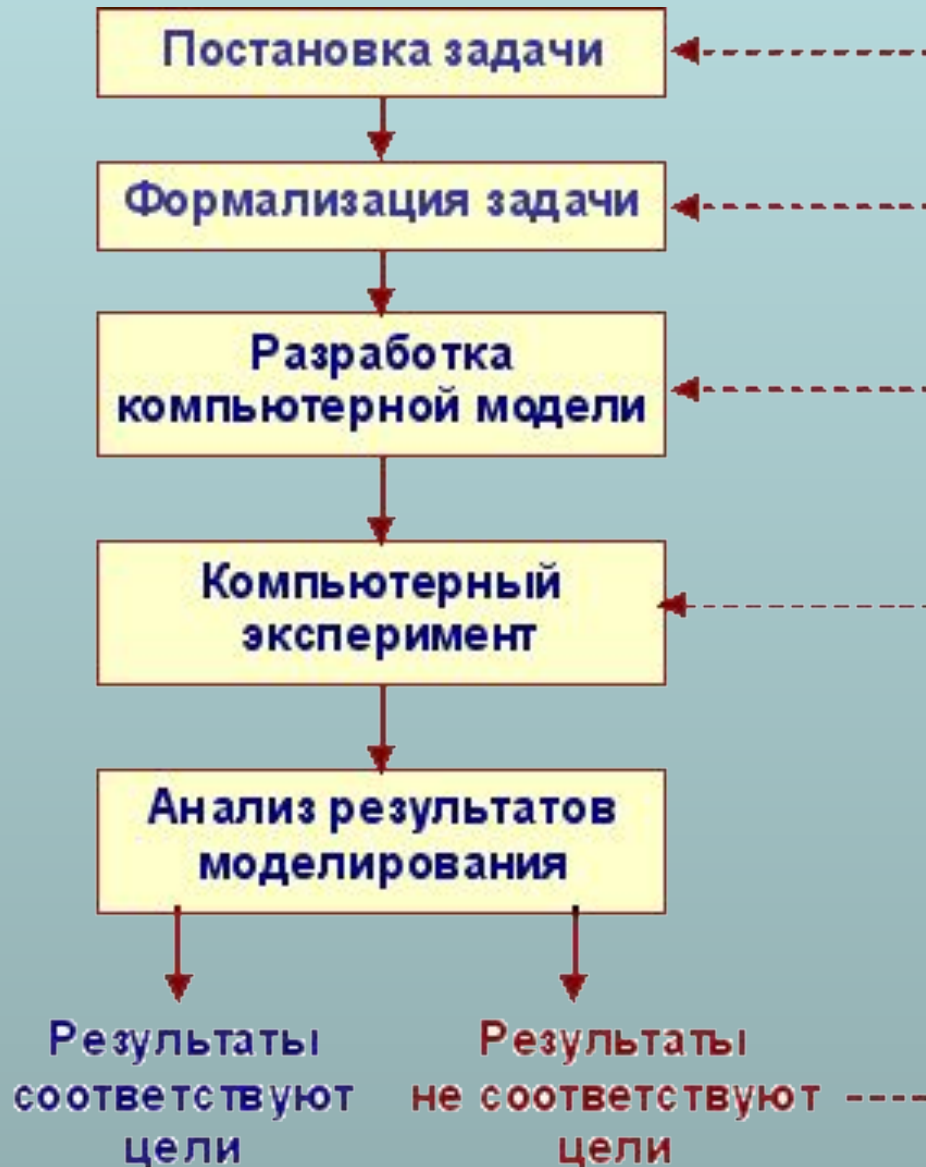 Постановка задачи
Формализация задачи
Разработка
компьютерной модели
Компьютерный
эксперимент
Анализ результатов
моделирования
Результаты
соответствуют
цели
Результаты
не соответствуют
цели